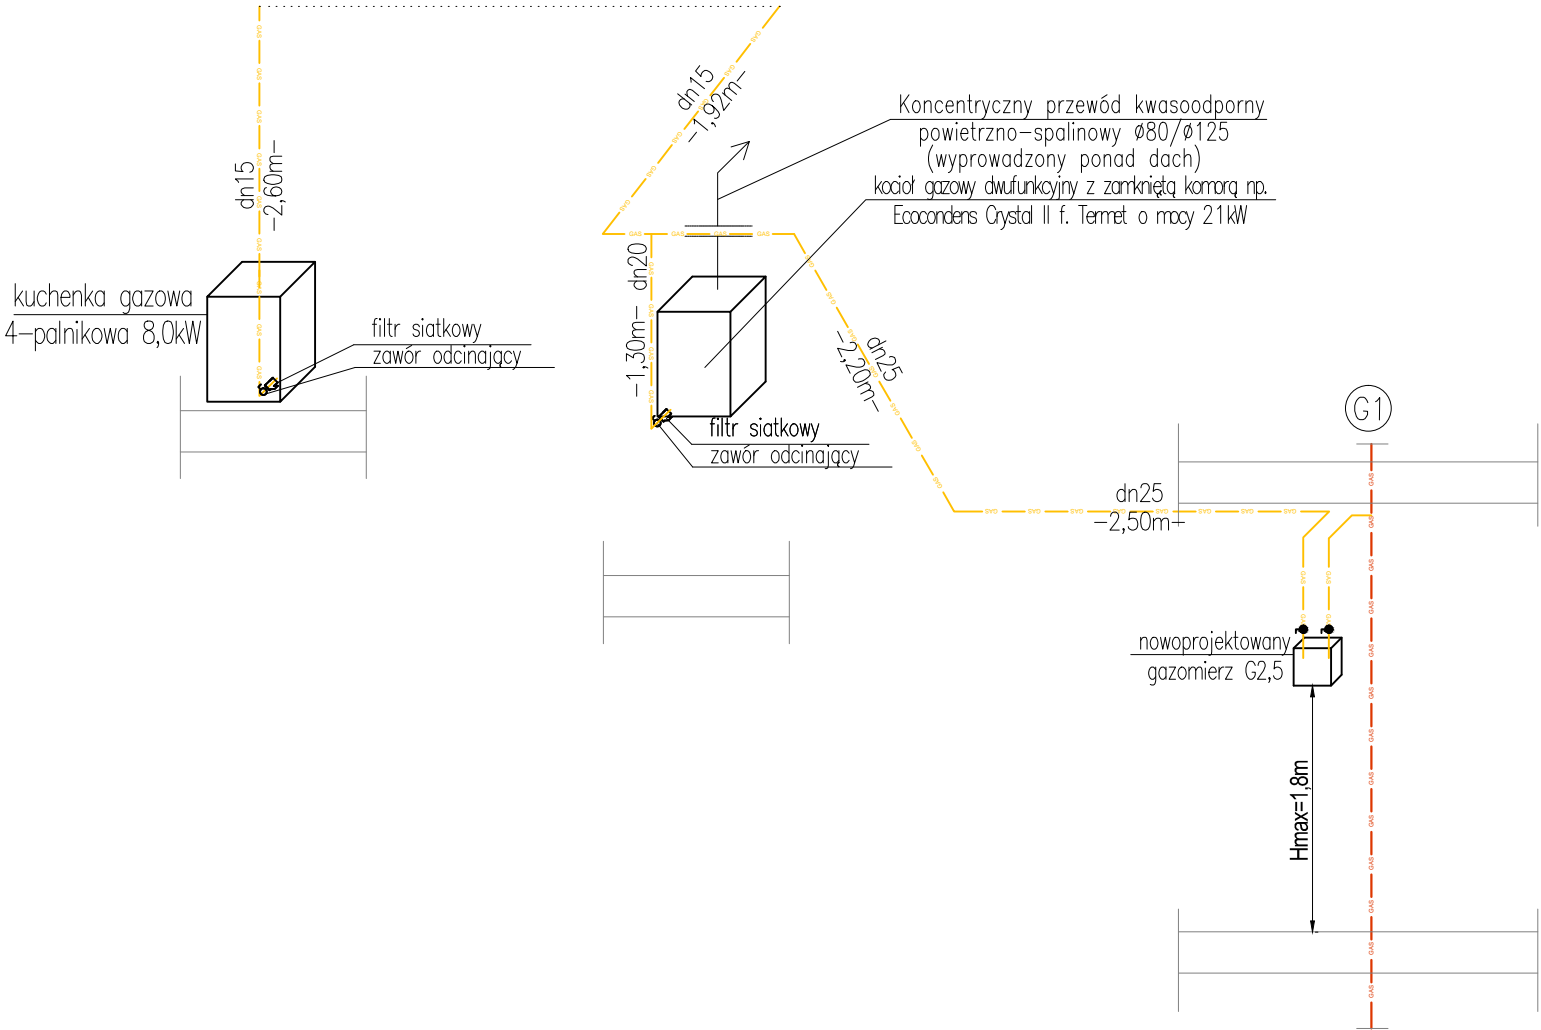 dn15
-1,92m-
Koncentryczny przewód kwasoodporny
powietrzno-spalinowy Ø80/Ø125
(wyprowadzony ponad dach)
kocioł gazowy dwufunkcyjny z zamkniętą komorą np.
Ecocondens Crystal II f. Termet o mocy 21kW
dn15
-2,60m-
kuchenka gazowa
4-palnikowa 8,0kW
filtr siatkowy
zawór odcinający
dn20
-1,30m-
filtr siatkowy
zawór odcinający
dn25
-2,20m-
G1
dn25
-2,50m-
nowoprojektowany
gazomierz G2,5
Hmax=1,8m
GAS